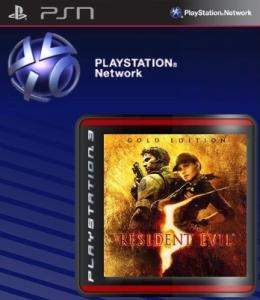 PSN
PlayStation®Network
PLAYSTATION®
Network
PLAYSTATION 3
GOLD EDITION
RESIDENT EVIL
5